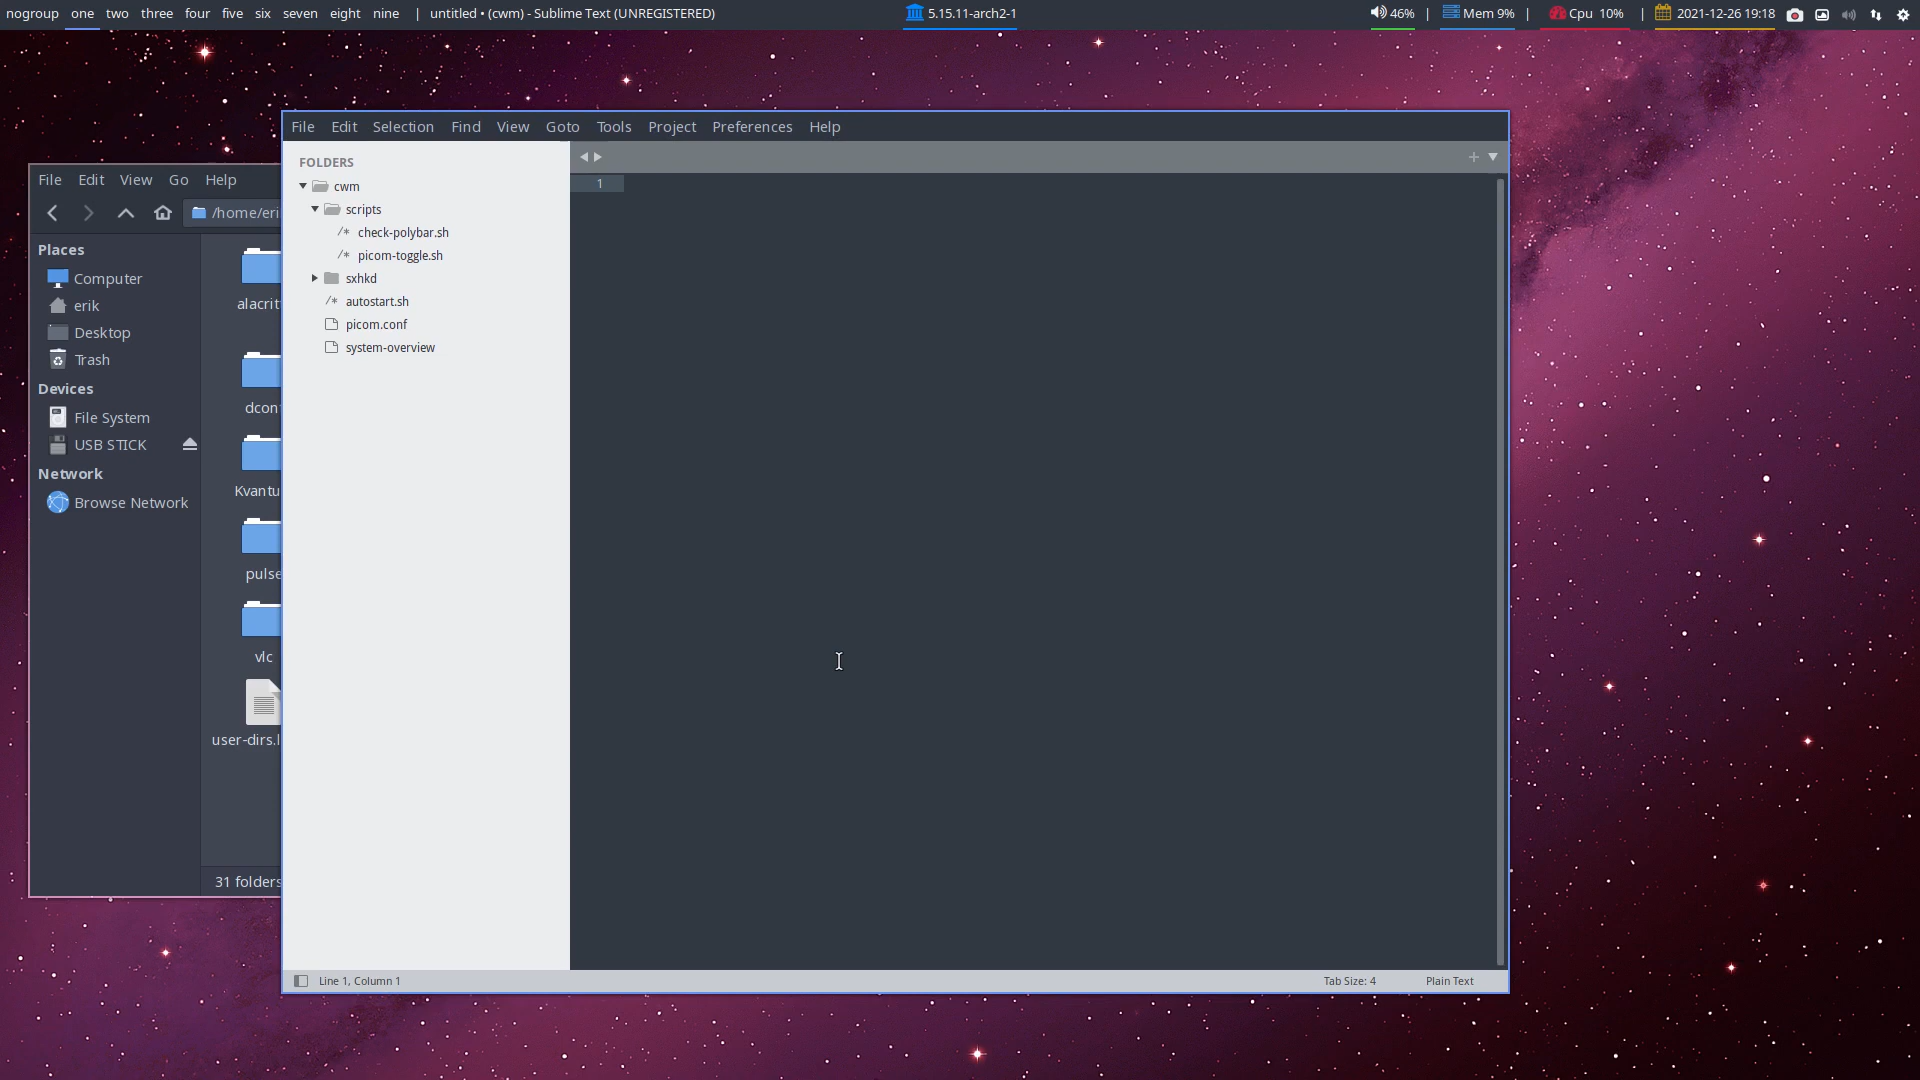 nogroup one two three four five six seven eight nine | untitled • (cwm) - Sublime Text (UNREGISTERED) 5.15.11-arch2-1 46% | Mem 9% | Cpu 10% | 2021-12-26 19:18
File Edit View Go Help
/home/eri
Places
Computer
erik
Desktop
Trash
Devices
File System
USB STICK
Network
Browse Network
alacrit
dcon
Kvantu
pulse
vlc
user-dirs.l
31 folders
File Edit Selection Find View Goto Tools Project Preferences Help
FOLDERS
cwm
scripts
/* check-polybar.sh
/* picom-toggle.sh
sxhkd
/* autostart.sh
picom.conf
system-overview
1
Line 1, Column 1 Tab Size: 4 Plain Text